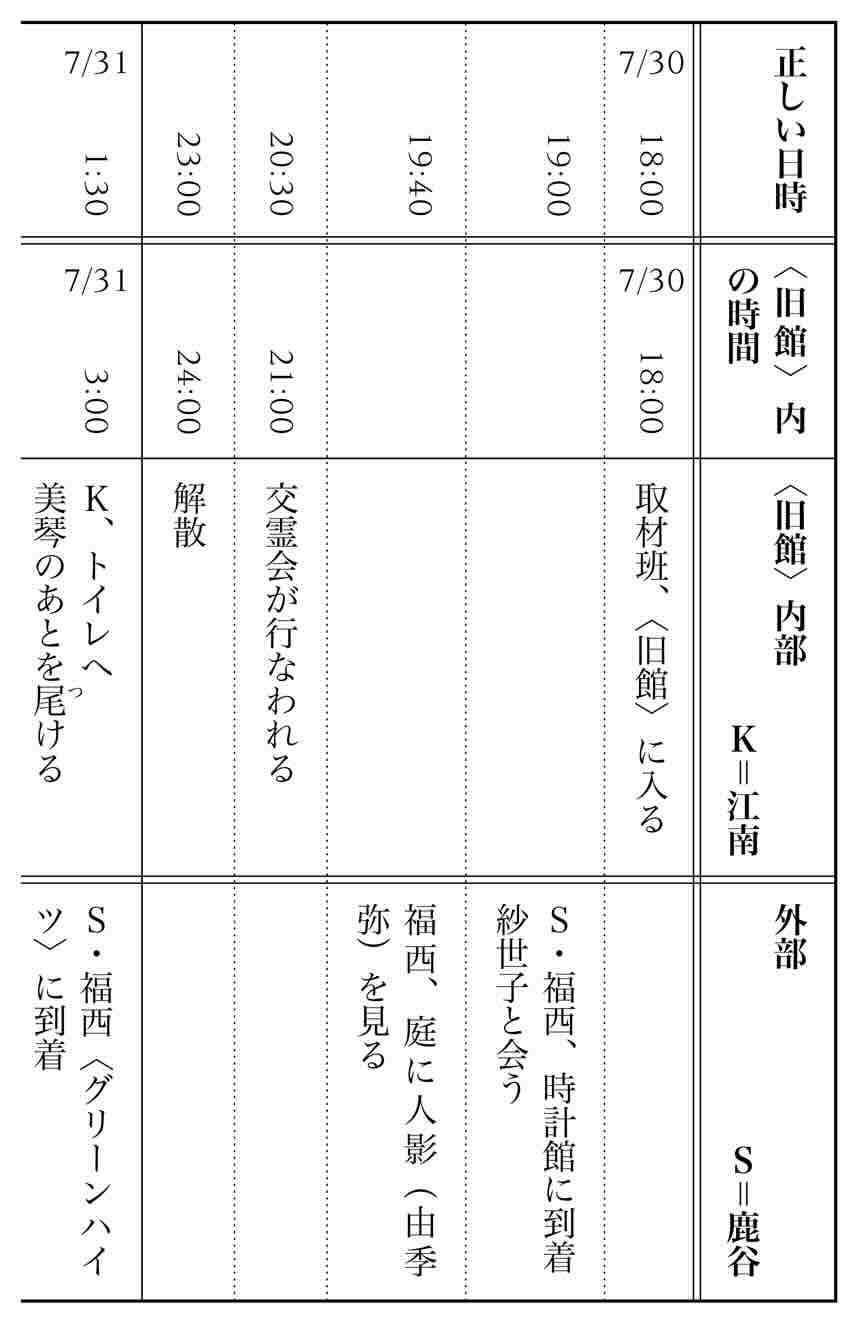 正しい日時
〈旧館〉内
の時間
〈旧館〉内部
K=江南
外部
S=鹿谷
7/30 18:00
7/30 18:00
取材班、〈旧館〉に入る
19:00
S・福西、時計館に到着
紗世子と会う
19:40
福西、庭に人影（由季
弥）を見る
20:30
21:00
交霊会が行なわれる
23:00
24:00
解散
7/31 1:30
7/31 3:00
K、トイレへ
美琴のあとを尾ける
つ
S・福西〈グリーンハイ
ツ〉に到着